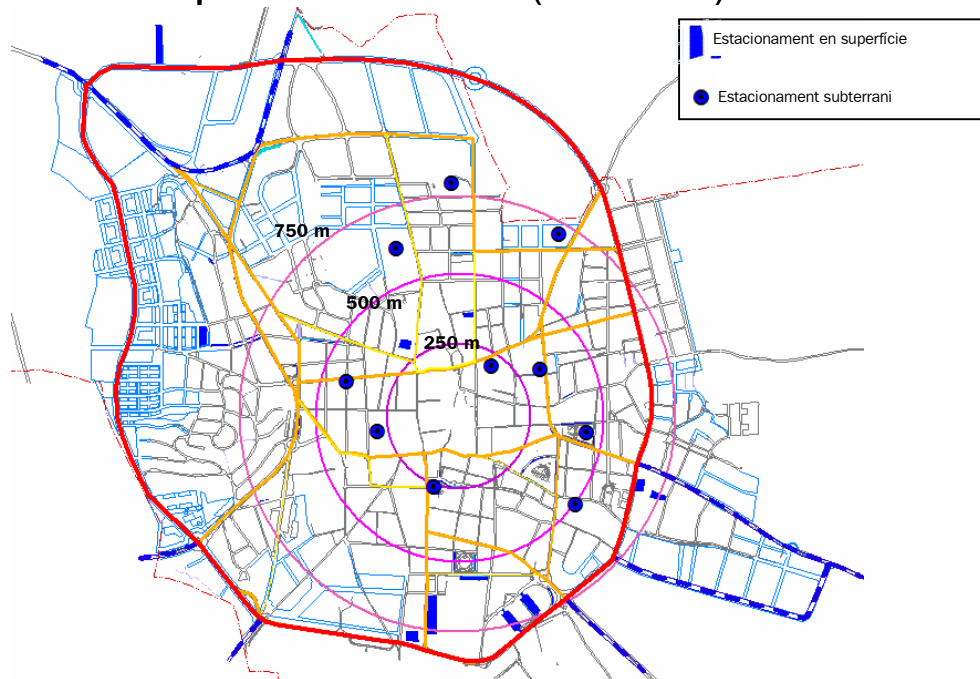 Estacionament en superfície
Estacionament subterrani
750 m
500 m
250 m